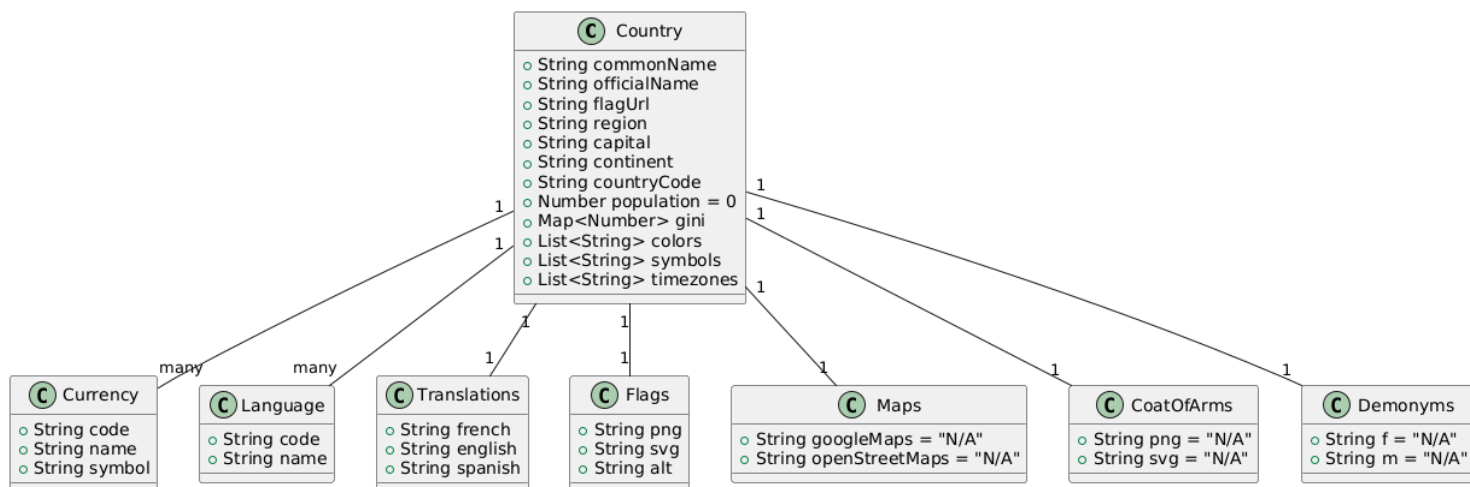 C Country
String commonName
String officialName
String flagUrl
String region
String capital
String continent
String countryCode
Number population = 0
Map<Number> gini
List<String> colors
List<String> symbols
List<String> timezones
1
1
1
1
1
1
1
many
many
1
1
1
1
1
C Currency
String code
String name
String symbol
C Language
String code
String name
C Translations
String french
String english
String spanish
C Flags
String png
String svg
String alt
C Maps
String googleMaps = "N/A"
String openStreetMaps = "N/A"
C CoatOfArms
String png = "N/A"
String svg = "N/A"
C Demonyms
String f = "N/A"
String m = "N/A"